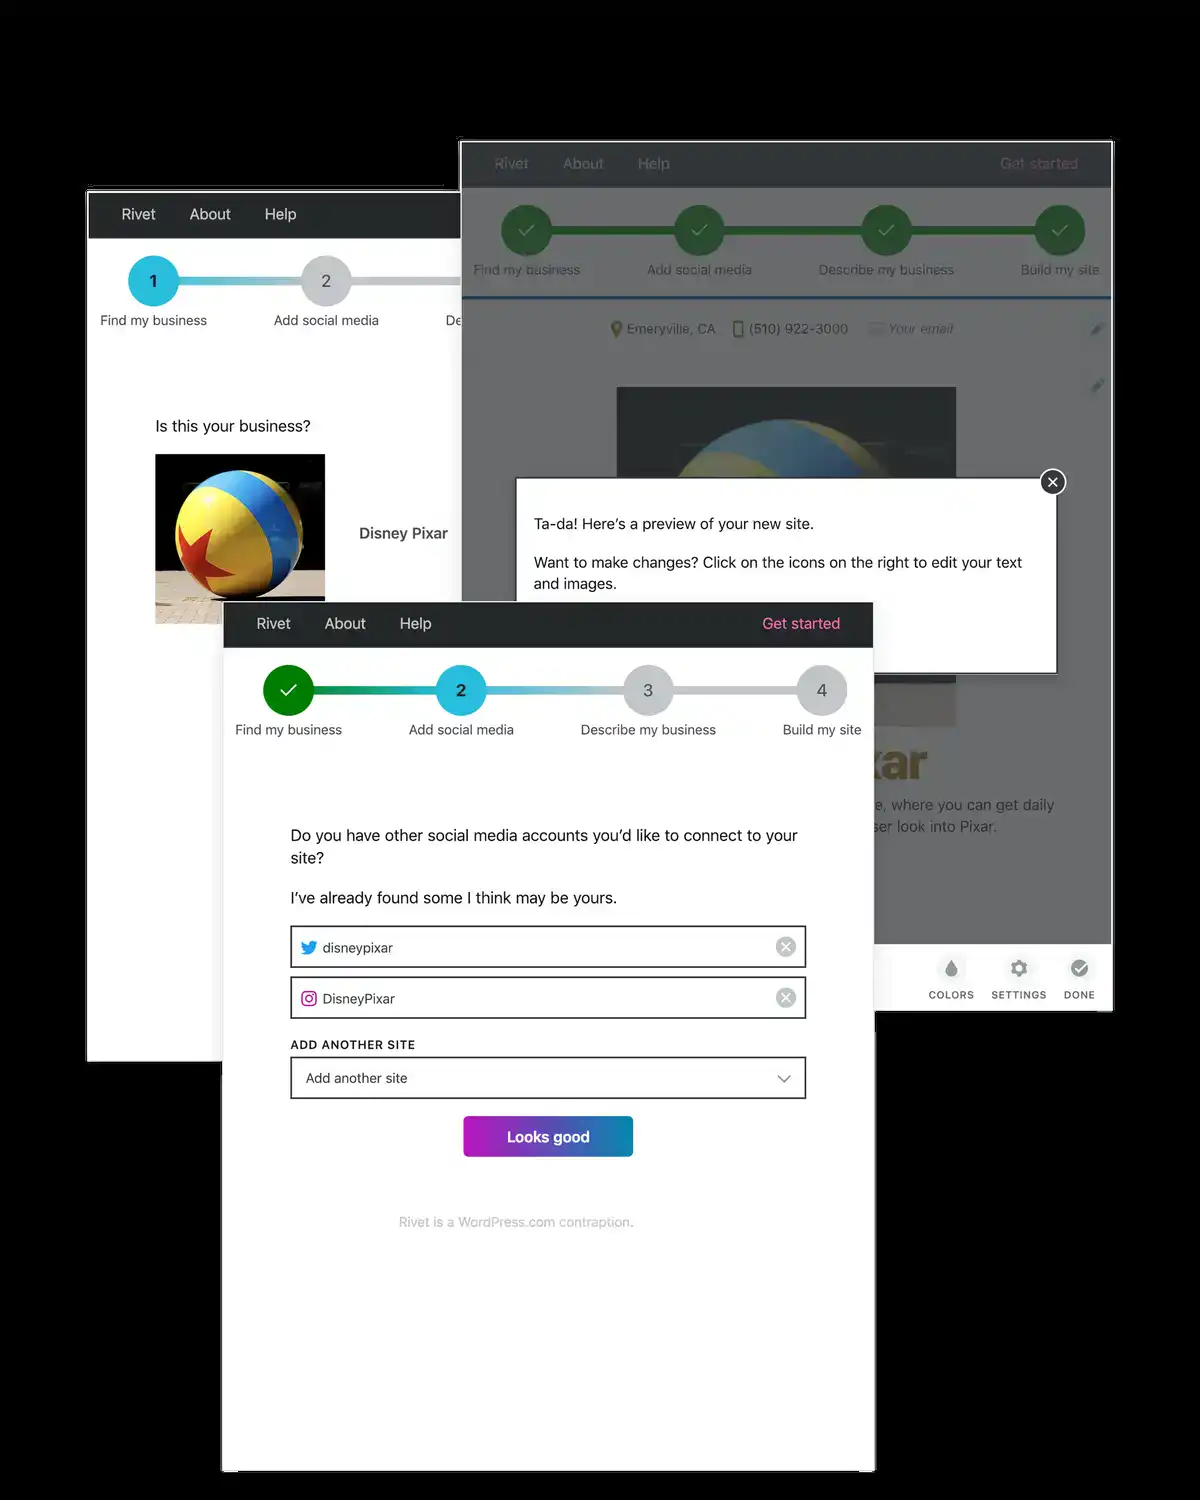 Rivet About Help
1 2
Find my business Add social media
Is this your business?
Disney Pixar
Rivet About Help Get started
Find my business Add social media Describe my business Build my site
Emeryville, CA (510) 922-3000 Your email
Ta-da! Here's a preview of your new site.
Want to make changes? Click on the icons on the right to edit your text
and images.
where you can get daily
look into Pixar.
COLORS SETTINGS DONE
Rivet About Help Get started
2 3 4
Find my business Add social media Describe my business Build my site
Do you have other social media accounts you'd like to connect to your
site?
I've already found some I think may be yours.
disneypixar
DisneyPixar
ADD ANOTHER SITE
Add another site
Looks good
Rivet is a WordPress.com contraption.